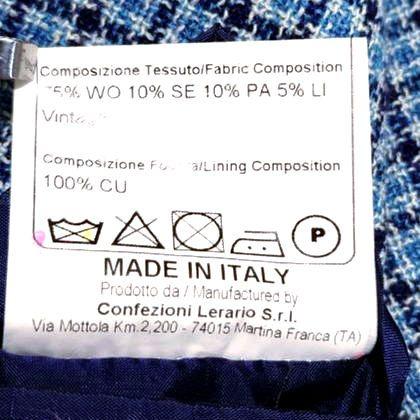 Composizione Tessuto/Fabric Composition
75% WO 10% SE 10% PA 5% LI
Composizione Fodera/Lining Composition
100% CU
P
MADE IN ITALY
Prodotto da / Manufactured by
Confezioni Lerario S.r.l.
Via Mottola Km.2,200 - 74015 Martina Franca (TA)